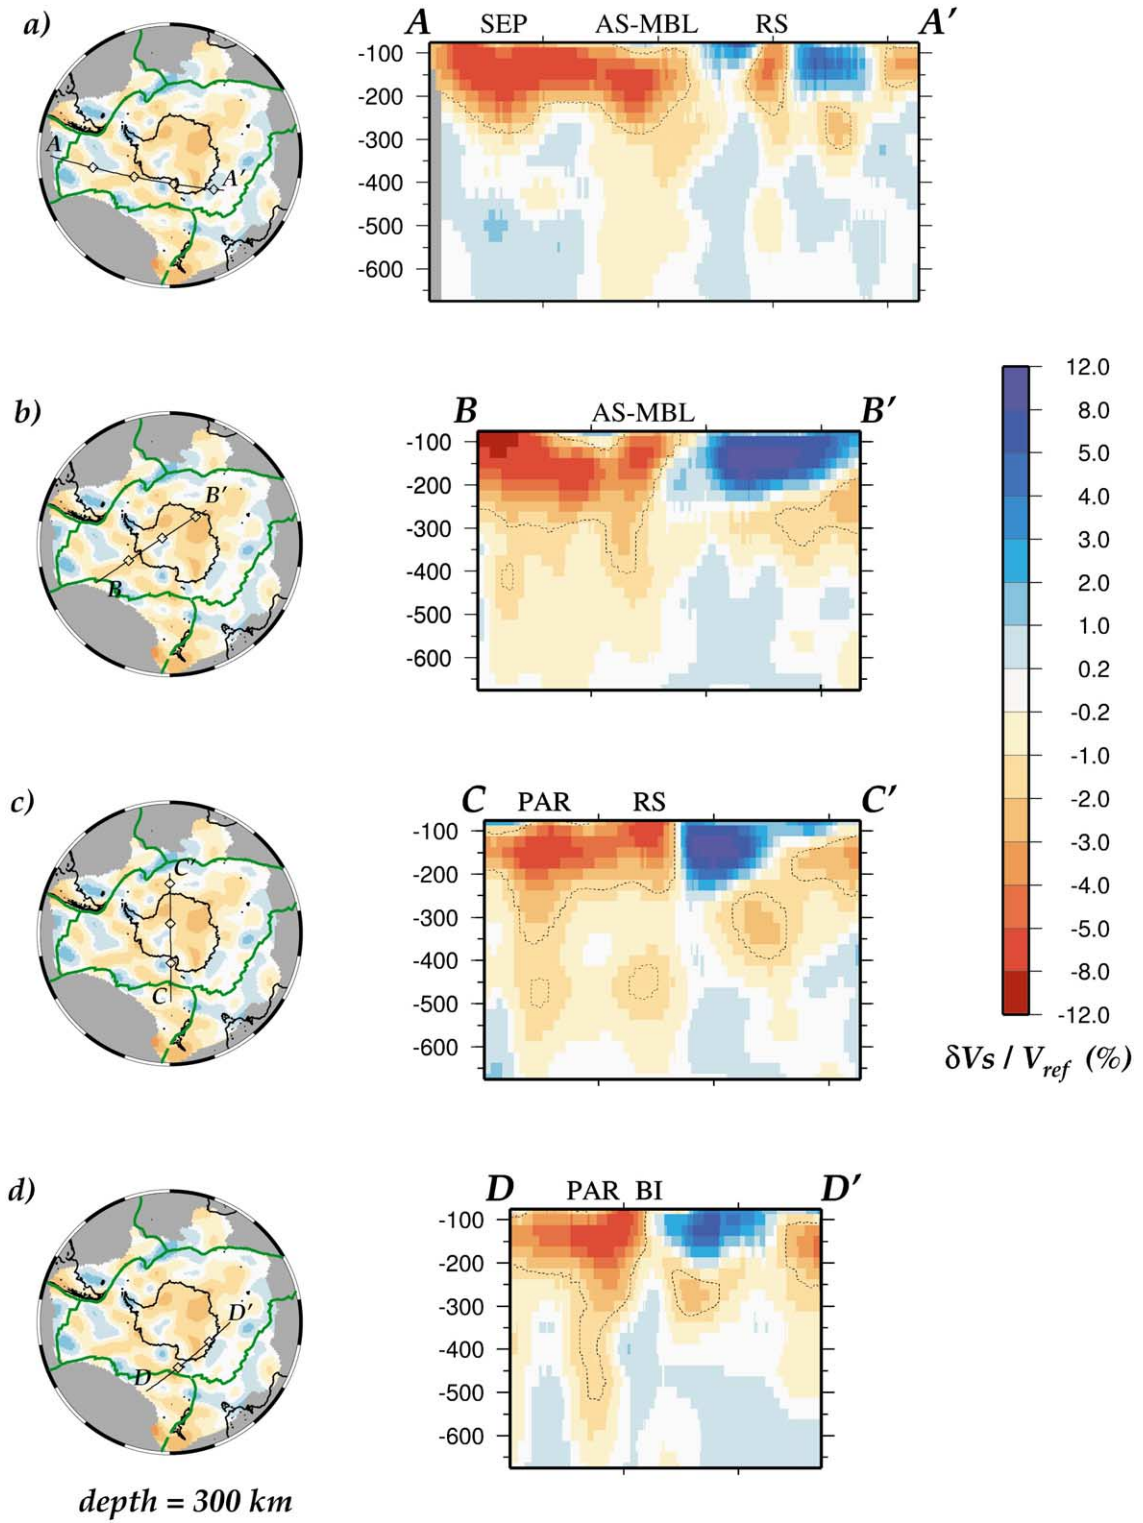 a)
A SEP AS-MBL RS A′
A
A′
-100
-200
-300
-400
-500
-600
b)
B AS-MBL B′
B′
B
-100
-200
-300
-400
-500
-600
12.0
8.0
5.0
4.0
3.0
2.0
1.0
0.2
-0.2
-1.0
-2.0
-3.0
-4.0
-5.0
-8.0
-12.0
δVs / Vref (%)
c)
C PAR RS C′
C′
C
-100
-200
-300
-400
-500
-600
d)
D PAR BI D′
D′
D
-100
-200
-300
-400
-500
-600
depth = 300 km